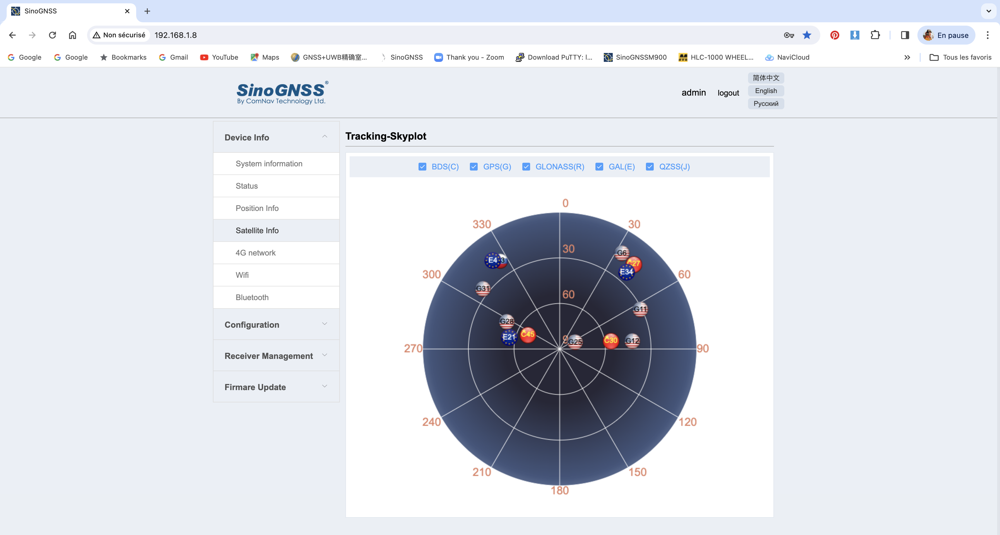 SinoGNSS
Non sécurisé
192.168.1.8
En pause
Google
Google
Bookmarks
Gmail
YouTube
Maps
GNSS+UWB精确室...
SinoGNSS
Thank you - Zoom
Download PuTTY: l...
SinoGNSSM900
HLC-1000 WHEEL...
NaviCloud
Tous les favoris
SinoGNSS®
By ComNav Technology Ltd.
admin
logout
简体中文
English
Русский
Device Info
System information
Status
Position Info
Satellite Info
4G network
Wifi
Bluetooth
Configuration
Receiver Management
Firmare Update
Tracking-Skyplot
BDS(C) GPS(G) GLONASS(R) GAL(E) QZSS(J)
0
330
30
30
G6
E4
3
C27
E34
300
60
G31
60
G11
G28
E21
C45
9
G25
C30
G12
270
90
240
120
210
150
180